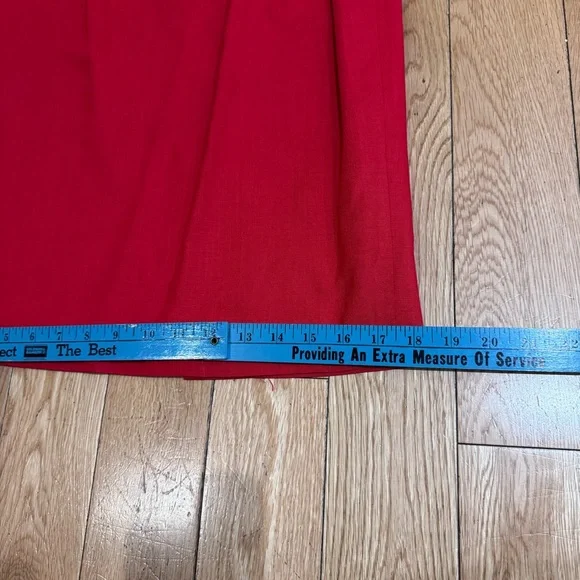 5 6 7 8 9 10 11 13 14 15 16 17 18 19 20 21 22
ect The Best Providing An Extra Measure Of Service